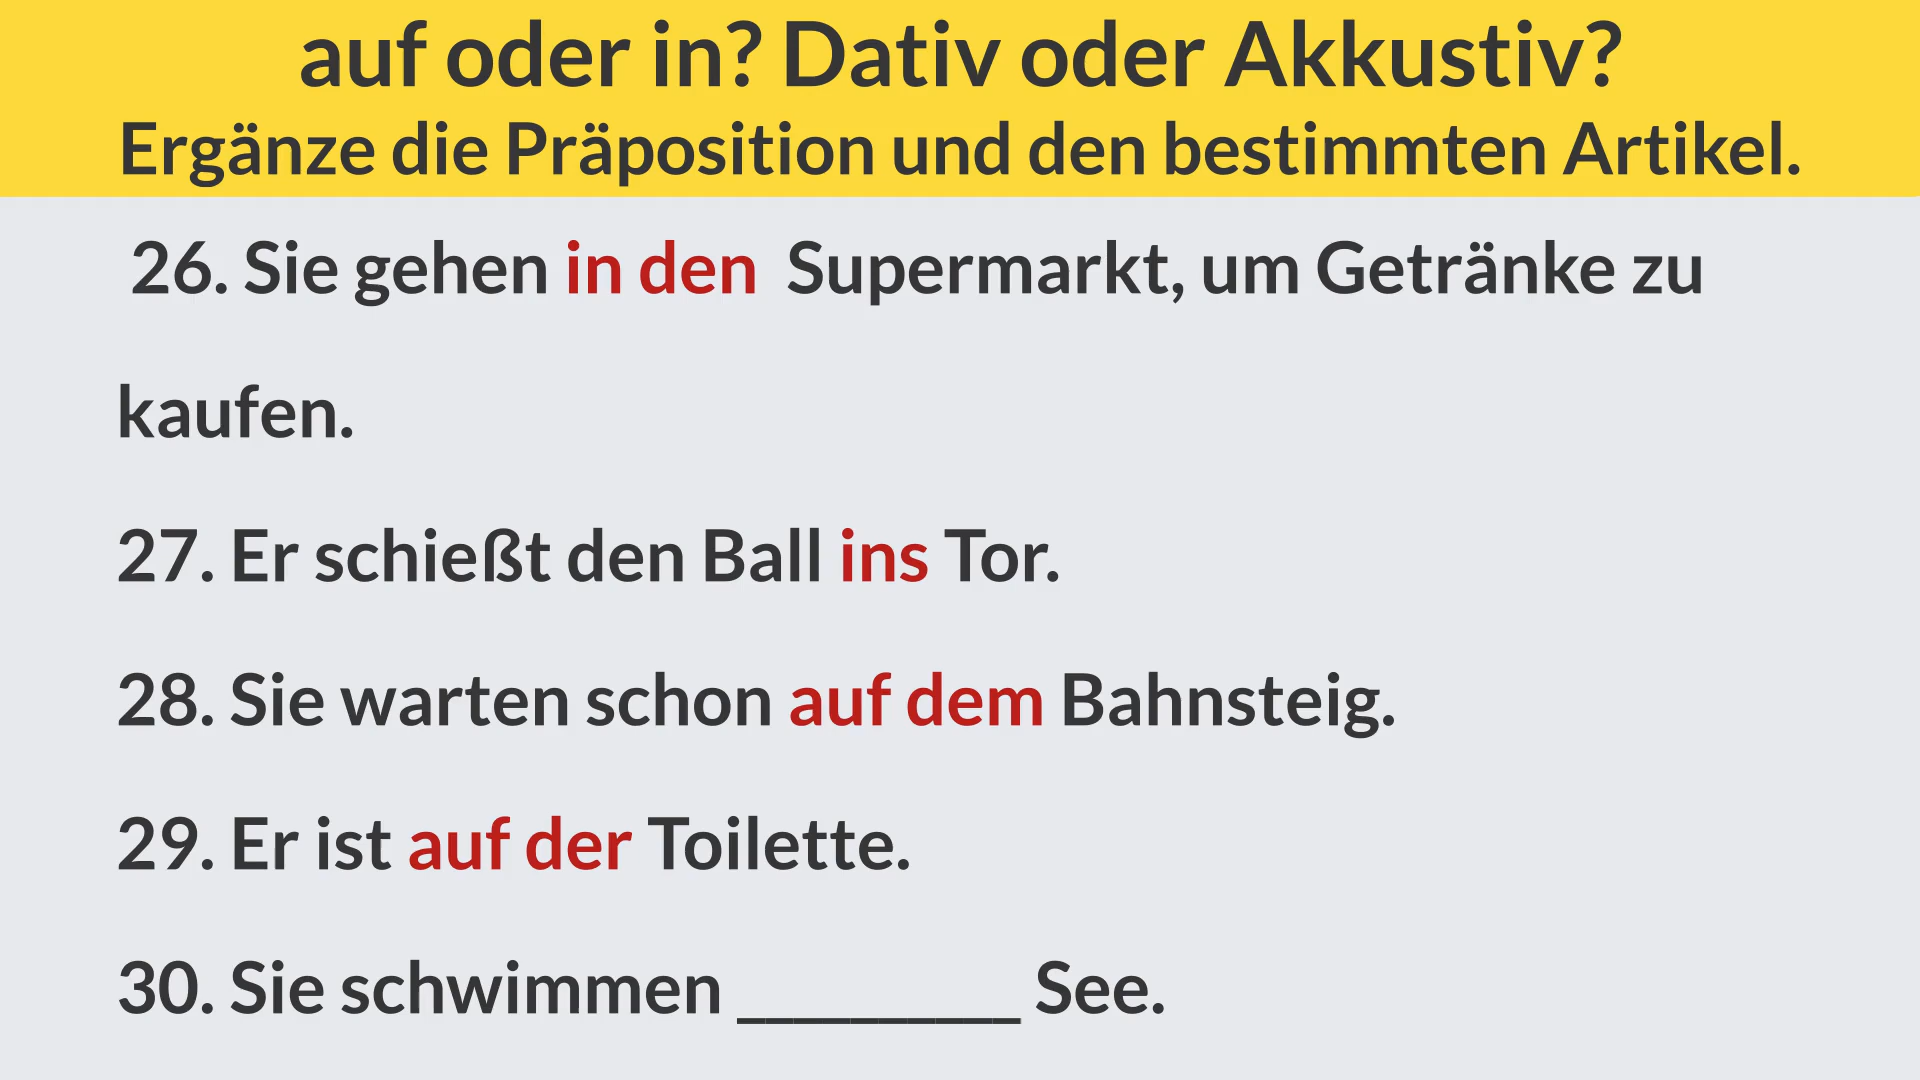 auf oder in? Dativ oder Akkustiv?
Ergänze die Präposition und den bestimmten Artikel.
26. Sie gehen in den Supermarkt, um Getränke zu
kaufen.
27. Er schießt den Ball ins Tor.
28. Sie warten schon auf dem Bahnsteig.
29. Er ist auf der Toilette.
30. Sie schwimmen __________ See.